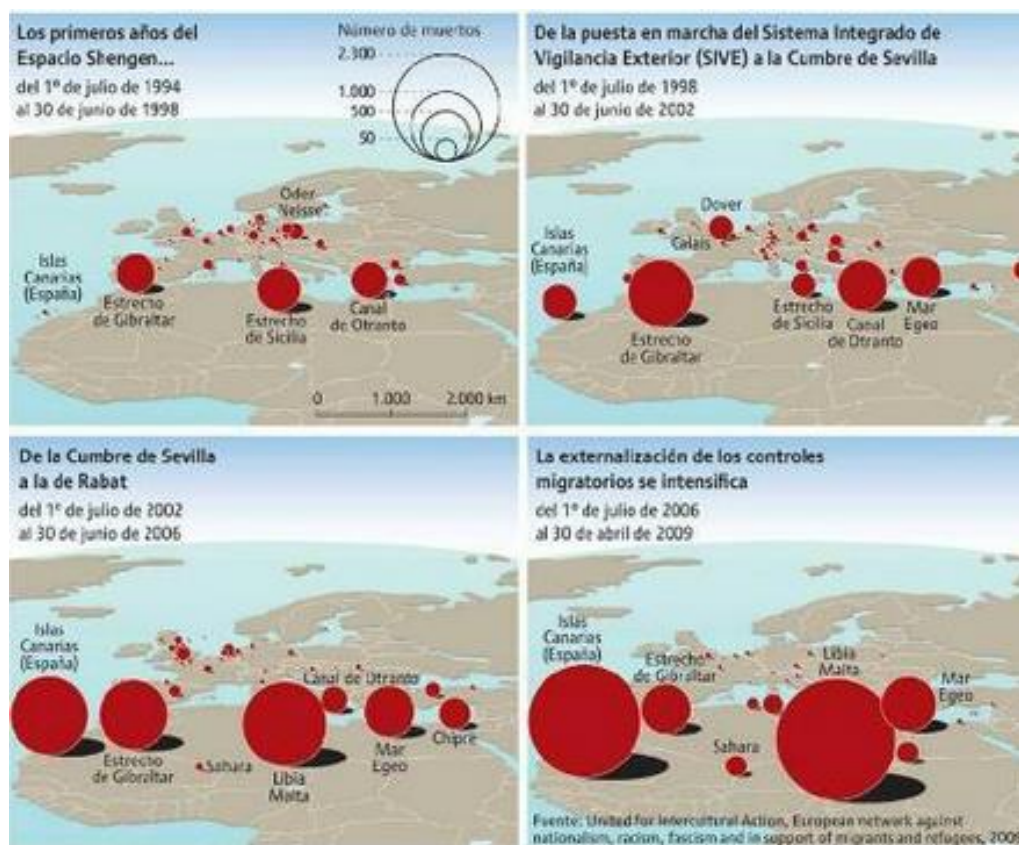 Los primeros años del
Espacio Shengen...
del 1º de julio de 1994
al 30 de junio de 1998
Número de muertos
2.300
1.000
500
50
Oder
Neisse
Islas
Canarias
(España)
Estrecho
de Gibraltar
Estrecho
de Sicilia
Canal
de Otranto
0 1.000 2.000 km
De la puesta en marcha del Sistema Integrado de
Vigilancia Exterior (SIVE) a la Cumbre de Sevilla
del 1º de julio de 1998
al 30 de junio de 2002
Dover
Calais
Islas
Canarias
(España)
Estrecho
de Gibraltar
Estrecho
de Sicilia
Canal
de Otranto
Mar
Egeo
De la Cumbre de Sevilla
a la de Rabat
del 1º de julio de 2002
al 30 de junio de 2006
Islas
Canarias
(España)
Canal de Otranto
Estrecho
de Gibraltar
Sahara
Libia
Malta
Mar
Egeo
Chipre
La externalización de los controles
migratorios se intensifica
del 1º de julio de 2006
al 30 de abril de 2009
Islas
Canarias
(España)
Estrecho
de Gibraltar
Libia
Malta
Mar
Egeo
Sahara
Fuente: United for Intercultural Action, European network against
nationalism, racism, fascism and in support of migrants and refugees, 2009